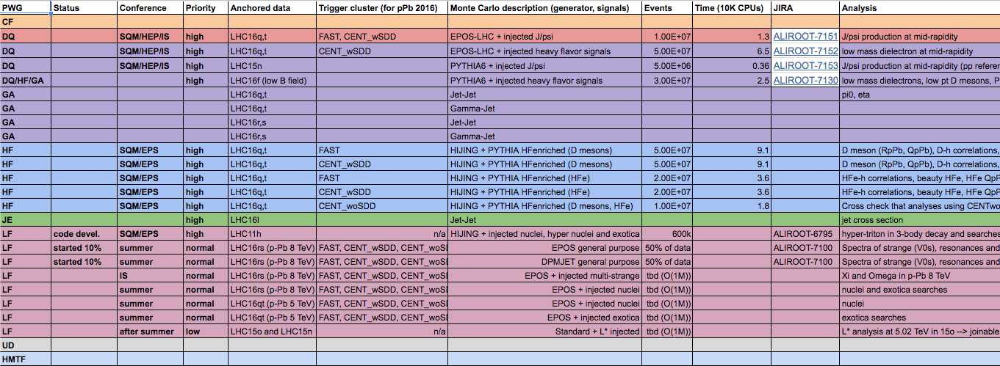 PWG Status Conference Priority Anchored data Trigger cluster (for pPb 2016) Monte Carlo description (generator, signals) Events Time (10K CPUs) JIRA Analysis
CF
DQ SQM/HEP/IS high LHC16q,t FAST, CENT_wSDD EPOS-LHC + injected J/psi 1.00E+07 1.3 ALIROOT-7151 J/psi production at mid-rapidity
DQ SQM/HEP/IS high LHC16q,t CENT_wSDD EPOS-LHC + injected heavy flavor signals 5.00E+07 6.5 ALIROOT-7152 low mass dielectron at mid-rapidity
DQ SQM/HEP/IS high LHC15n PYTHIA6 + injected J/psi 5.00E+06 0.36 ALIROOT-7153 J/psi production at mid-rapidity (pp referen
DQ/HF/GA high LHC16f (low B field) PYTHIA6 + injected heavy flavor signals 3.00E+07 2.5 ALIROOT-7130 low mass dielectrons, low pt D mesons, P
GA LHC16q,t Jet-Jet pi0, eta
GA LHC16q,t Gamma-Jet
GA LHC16r,s Jet-Jet
GA LHC16r,s Gamma-Jet
HF SQM/EPS high LHC16q,t FAST HIJING + PYTHIA HFenriched (D mesons) 5.00E+07 9.1 D meson (RpPb, QpPb), D-h correlations,
HF SQM/EPS high LHC16q,t CENT_wSDD HIJING + PYTHIA HFenriched (D mesons) 5.00E+07 9.1 D meson (RpPb, QpPb), D-h correlations,
HF SQM/EPS high LHC16q,t FAST HIJING + PYTHIA HFenriched (HFe) 2.00E+07 3.6 HFe-h correlations, beauty HFe, HFe QpP
HF SQM/EPS high LHC16q,t CENT_wSDD HIJING + PYTHIA HFenriched (HFe) 2.00E+07 3.6 HFe-h correlations, beauty HFe, HFe QpP
HF SQM/EPS high LHC16q,t CENT_woSDD HIJING + PYTHIA HFenriched (D mesons, HFe) 1.00E+07 1.8 Cross check that analyses using CENTwo
JE high LHC16l Jet-Jet jet cross section
LF code devel. SQM/EPS high LHC11h n/a HIJING + injected nuclei, hyper nuclei and exotica 600k ALIROOT-6795 hyper-triton in 3-body decay and searches
LF started 10% summer normal LHC16rs (p-Pb 8 TeV) FAST, CENT_wSDD, CENT_woSD EPOS general purpose 50% of data ALIROOT-7100 Spectra of strange (V0s), resonances and
LF started 10% summer normal LHC16rs (p-Pb 8 TeV) FAST, CENT_wSDD, CENT_woSD DPMJET general purpose 50% of data ALIROOT-7100 Spectra of strange (V0s), resonances and
LF IS normal LHC16rs (p-Pb 8 TeV) FAST, CENT_wSDD, CENT_woSD EPOS + injected multi-strange tbd (O(1M)) Xi and Omega in p-Pb 8 TeV
LF summer normal LHC16rs (p-Pb 8 TeV) FAST, CENT_wSDD, CENT_woSD EPOS + injected nuclei tbd (O(1M)) nuclei and exotica searches
LF summer normal LHC16qt (p-Pb 5 TeV) FAST, CENT_wSDD, CENT_woSD EPOS + injected nuclei tbd (O(1M)) nuclei
LF summer normal LHC16qt (p-Pb 5 TeV) FAST, CENT_wSDD, CENT_woSD EPOS + injected exotica tbd (O(1M)) exotica searches
LF after summer low LHC15o and LHC15n n/a Standard + L* injected tbd (O(1M)) L* analysis at 5.02 TeV in 15o --> joinable
UD
HMTF